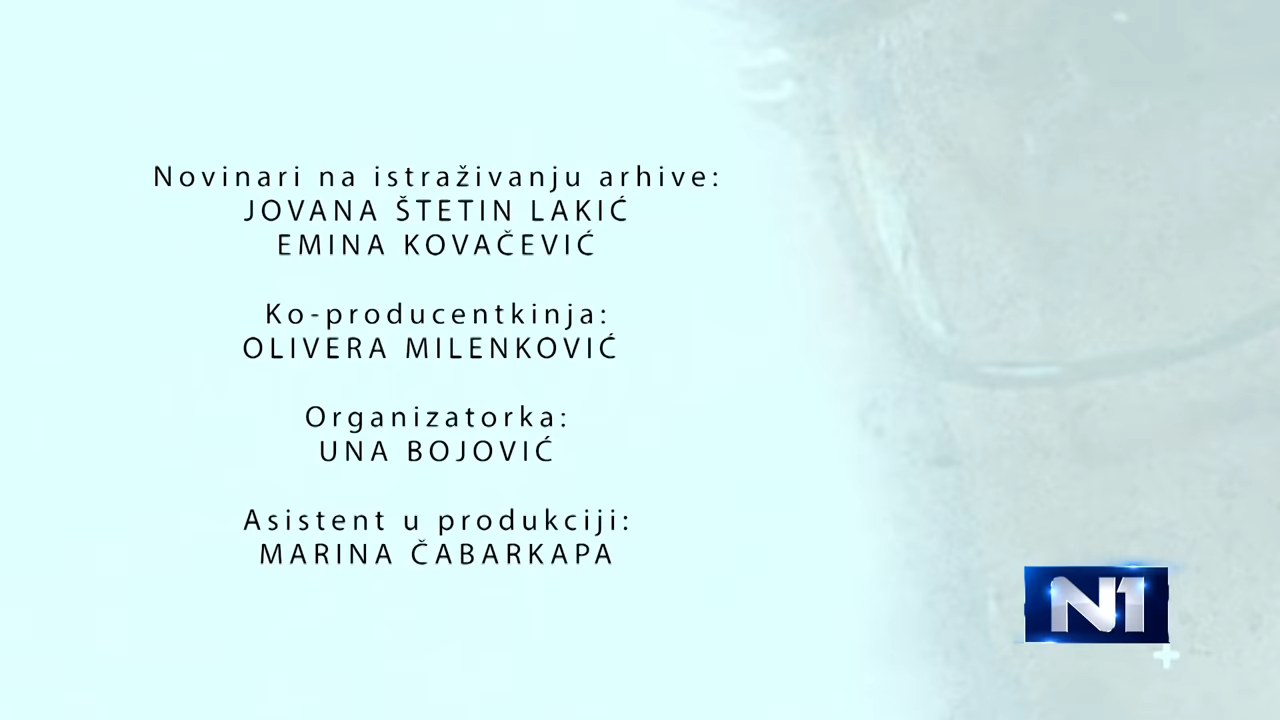 Novinari na istraživanju arhive:
JOVANA ŠTETIN LAKIĆ
EMINA KOVAČEVIĆ
Ko-producentkinja:
OLIVERA MILENKOVIĆ
Organizatorka:
UNA BOJOVIĆ
Asistent u produkciji:
MARINA ČABARKAPA
N1